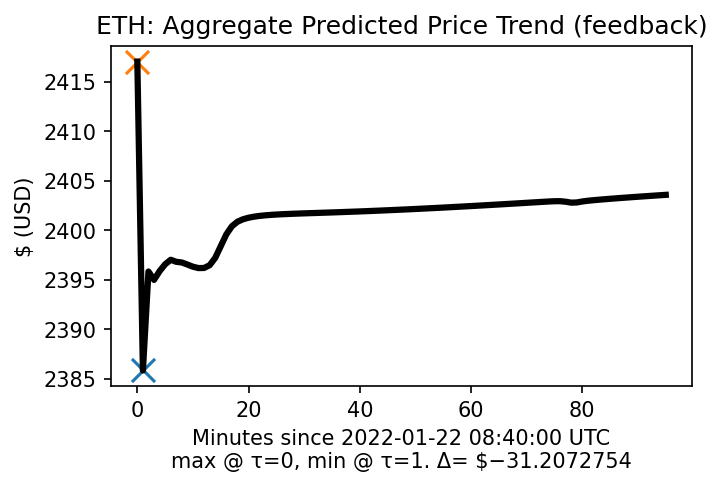 ETH: Aggregate Predicted Price Trend (feedback)
$ (USD)
2415
2410
2405
2400
2395
2390
2385
0 20 40 60 80
Minutes since 2022-01-22 08:40:00 UTC
max @ τ=0, min @ τ=1. Δ= $−31.2072754